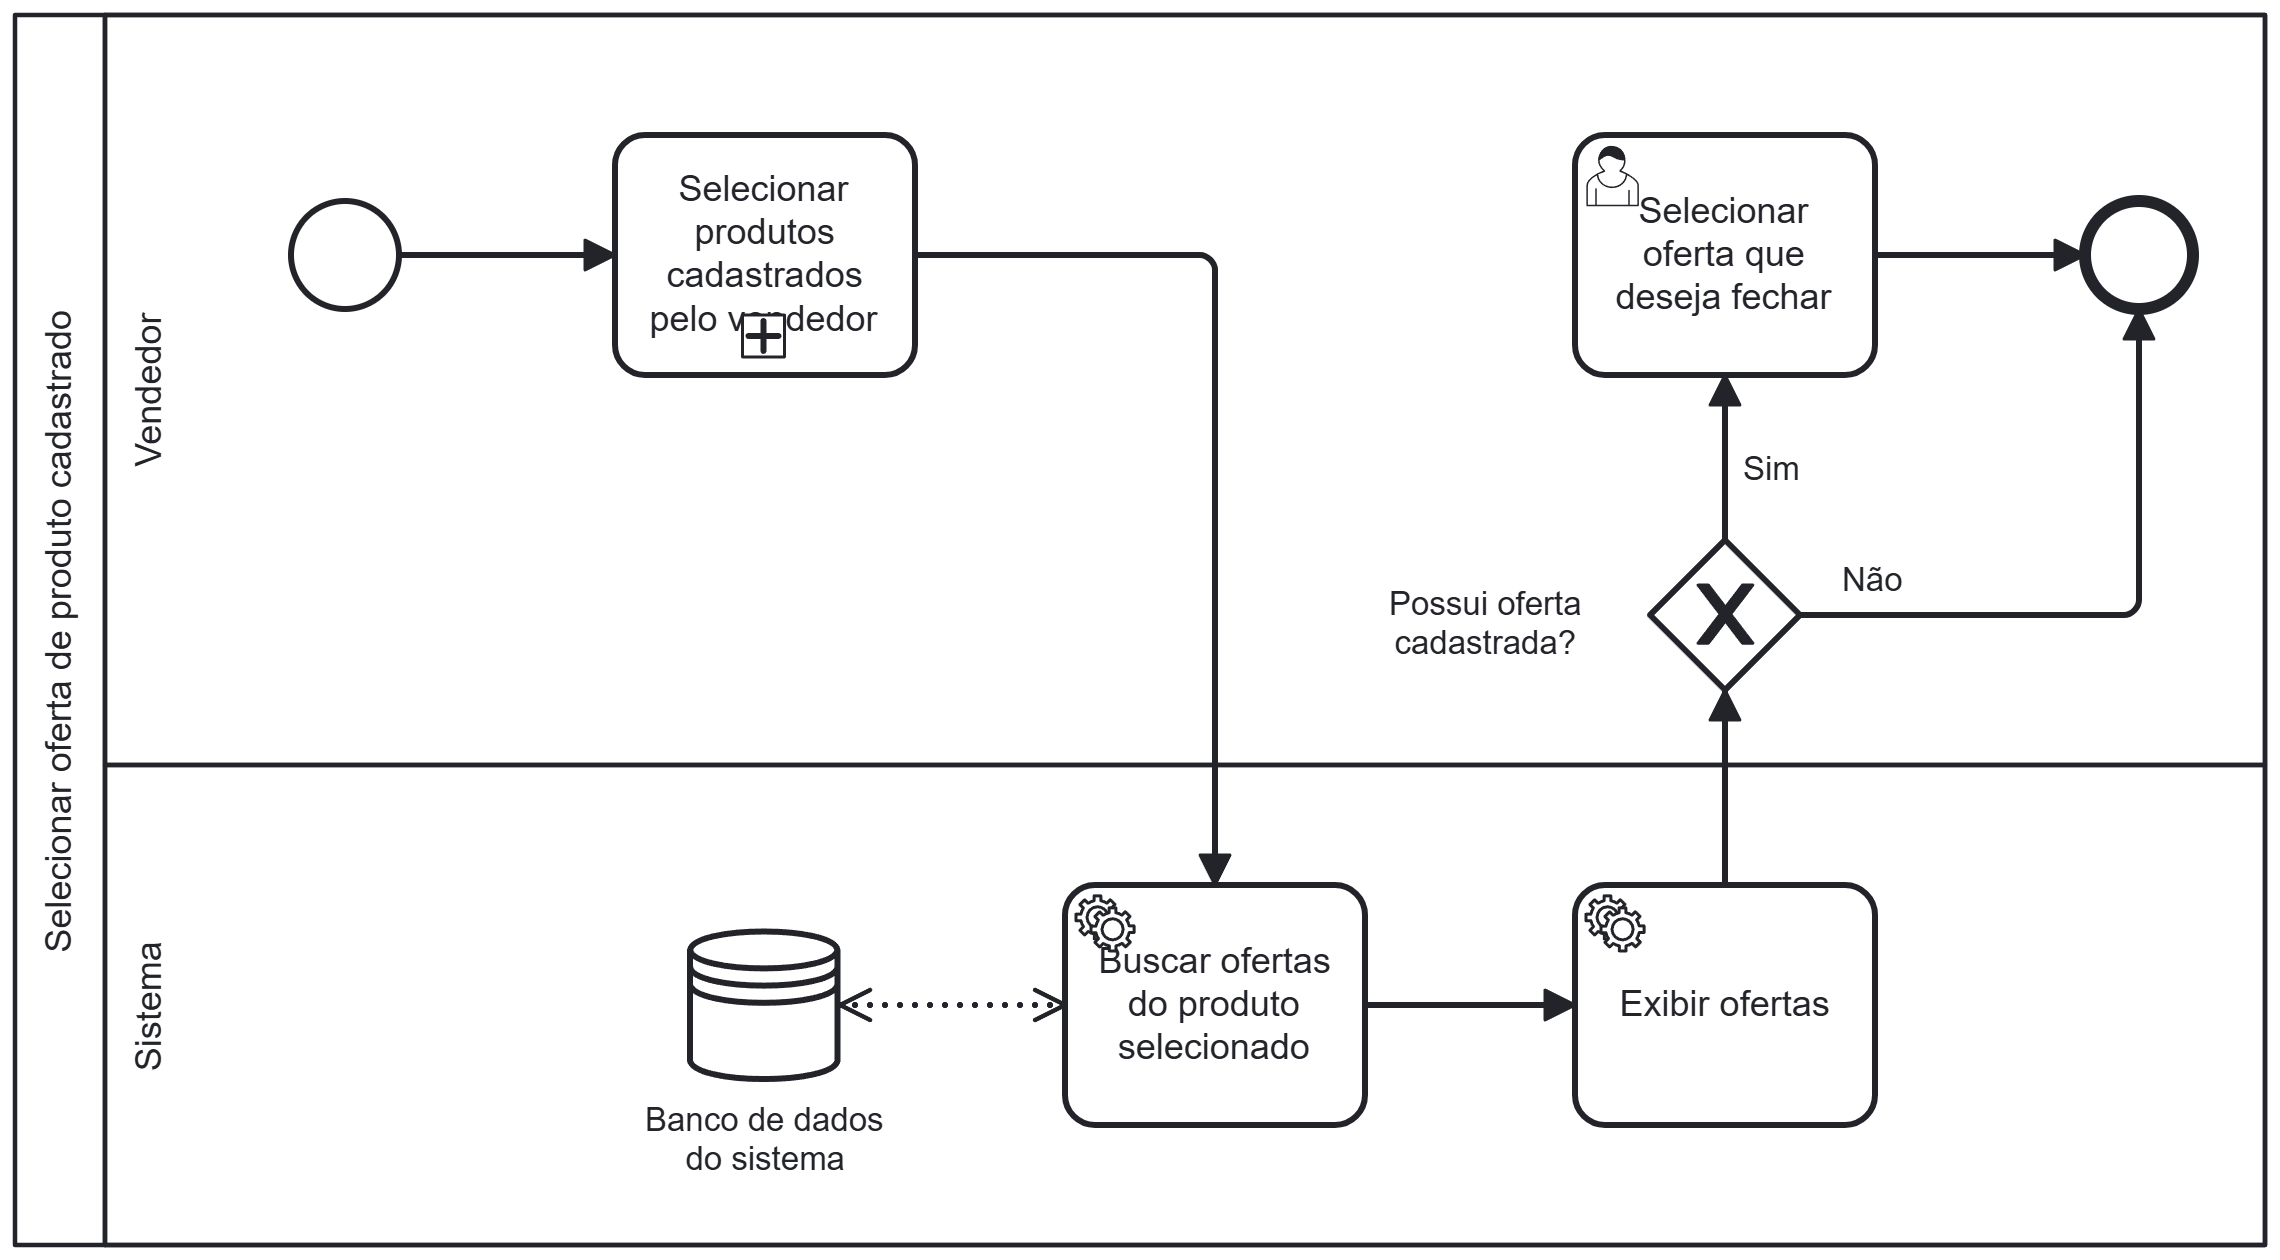 Selecionar oferta de produto cadastrado
Vendedor
Selecionar
produtos
cadastrados
pelo vendedor
Selecionar
oferta que
deseja fechar
Sim
Não
Possui oferta
cadastrada?
Sistema
Buscar ofertas
do produto
selecionado
Exibir ofertas
Banco de dados
do sistema